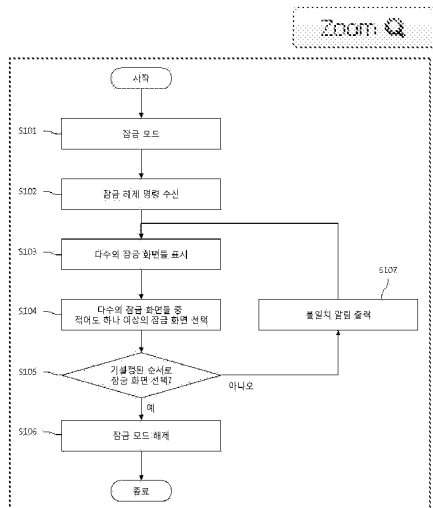 Zoom
시작
S101
잠금 모드
S102
잠금 해제 명령 수신
S103
다수의 잠금 화면들 표시
S107
S104
다수의 잠금 화면들 중
적어도 하나 이상의 잠금 화면 선택
불일치 알림 출력
S105
기설정된 순서로
잠금 화면 선택?
아니오
예
S106
잠금 모드 해제
종료